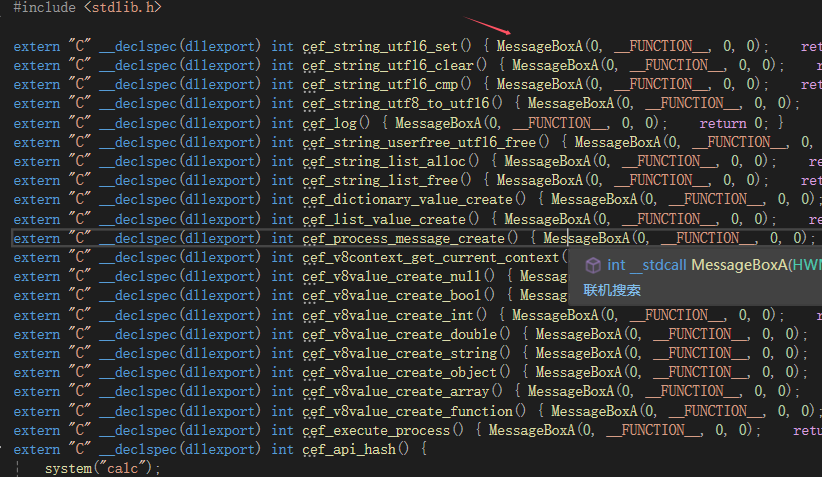 #include <stdlib.h>
extern "C" __declspec(dllexport) int cef_string_utf16_set() { MessageBoxA(0, __FUNCTION__, 0, 0);    ret
extern "C" __declspec(dllexport) int cef_string_utf16_clear() { MessageBoxA(0, __FUNCTION__, 0, 0);    r
extern "C" __declspec(dllexport) int cef_string_utf16_cmp() { MessageBoxA(0, __FUNCTION__, 0, 0);    ret
extern "C" __declspec(dllexport) int cef_string_utf8_to_utf16() { MessageBoxA(0, __FUNCTION__, 0, 0);
extern "C" __declspec(dllexport) int cef_log() { MessageBoxA(0, __FUNCTION__, 0, 0);    return 0; }
extern "C" __declspec(dllexport) int cef_string_userfree_utf16_free() { MessageBoxA(0, __FUNCTION__, 0,
extern "C" __declspec(dllexport) int cef_string_list_alloc() { MessageBoxA(0, __FUNCTION__, 0, 0);    re
extern "C" __declspec(dllexport) int cef_string_list_free() { MessageBoxA(0, __FUNCTION__, 0, 0);    ret
extern "C" __declspec(dllexport) int cef_dictionary_value_create() { MessageBoxA(0, __FUNCTION__, 0, 0)
extern "C" __declspec(dllexport) int cef_list_value_create() { MessageBoxA(0, __FUNCTION__, 0, 0);    re
extern "C" __declspec(dllexport) int cef_process_message_create() { MessageBoxA(0, __FUNCTION__, 0, 0);
extern "C" __declspec(dllexport) int cef_v8context_get_current_context(
extern "C" __declspec(dllexport) int cef_v8value_create_null() { Messag
int __stdcall MessageBoxA(HWN
extern "C" __declspec(dllexport) int cef_v8value_create_bool() { Messag
联机搜索
extern "C" __declspec(dllexport) int cef_v8value_create_int() { MessageBoxA(0, __FUNCTION__, 0, 0);    r
extern "C" __declspec(dllexport) int cef_v8value_create_double() { MessageBoxA(0, __FUNCTION__, 0, 0);
extern "C" __declspec(dllexport) int cef_v8value_create_string() { MessageBoxA(0, __FUNCTION__, 0, 0);
extern "C" __declspec(dllexport) int cef_v8value_create_object() { MessageBoxA(0, __FUNCTION__, 0, 0);
extern "C" __declspec(dllexport) int cef_v8value_create_array() { MessageBoxA(0, __FUNCTION__, 0, 0);
extern "C" __declspec(dllexport) int cef_v8value_create_function() { MessageBoxA(0, __FUNCTION__, 0, 0)
extern "C" __declspec(dllexport) int cef_execute_process() { MessageBoxA(0, __FUNCTION__, 0, 0);    retu
extern "C" __declspec(dllexport) int cef_api_hash() {
system("calc");